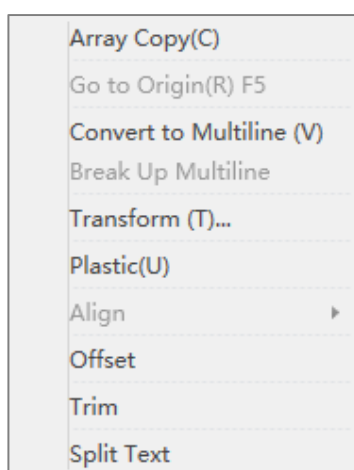 Array Copy(C)
Go to Origin(R) F5
Convert to Multiline (V)
Break Up Multiline
Transform (T)...
Plastic(U)
Align
Offset
Trim
Split Text